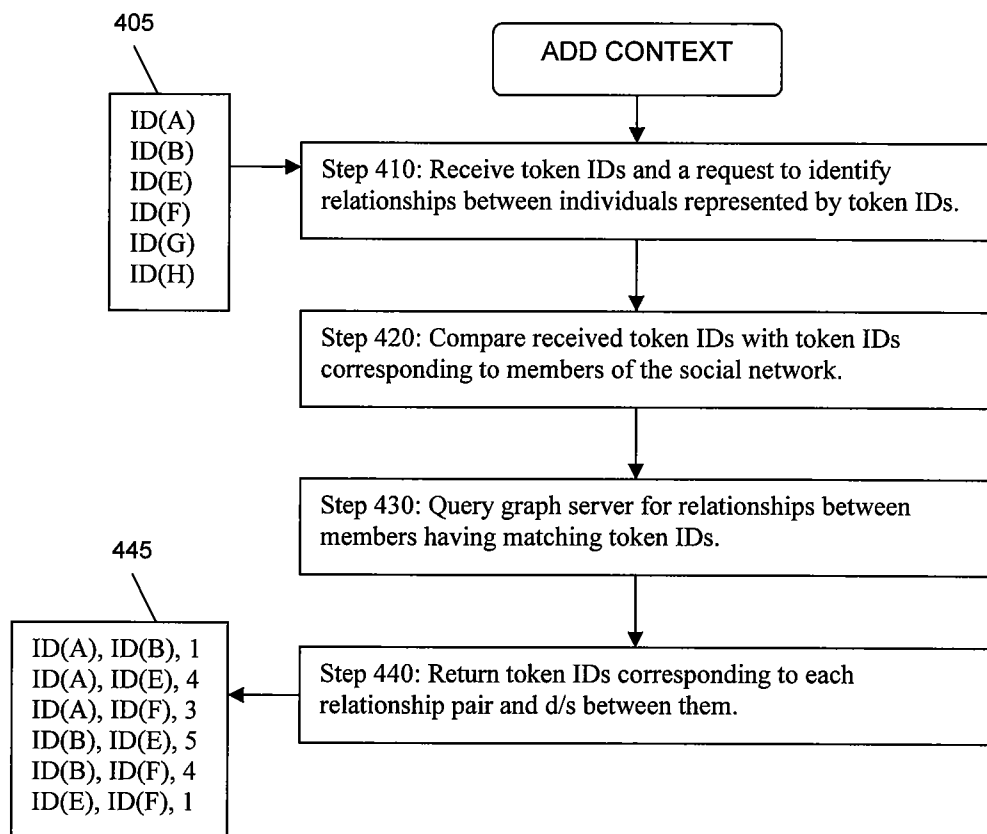 405
ADD CONTEXT
ID(A)
ID(B)
ID(E)
ID(F)
ID(G)
ID(H)
Step 410: Receive token IDs and a request to identify
relationships between individuals represented by token IDs.
Step 420: Compare received token IDs with token IDs
corresponding to members of the social network.
Step 430: Query graph server for relationships between
members having matching token IDs.
445
ID(A), ID(B), 1
ID(A), ID(E), 4
ID(A), ID(F), 3
ID(B), ID(E), 5
ID(B), ID(F), 4
ID(E), ID(F), 1
Step 440: Return token IDs corresponding to each
relationship pair and d/s between them.